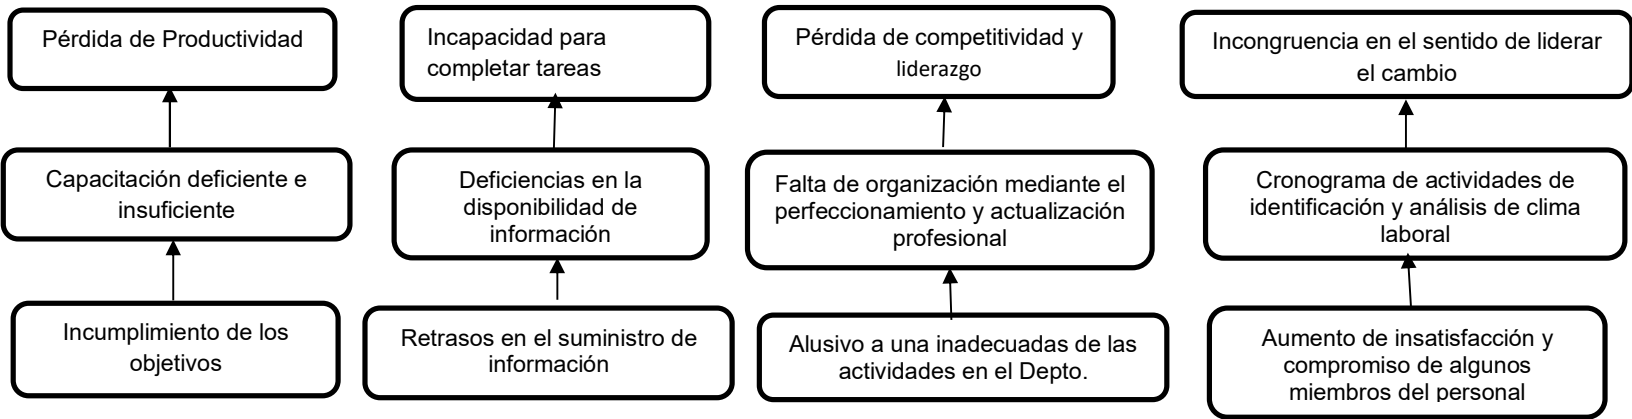 Pérdida de Productividad
Incapacidad para
completar tareas
Pérdida de competitividad y
liderazgo
Incongruencia en el sentido de liderar
el cambio
Capacitación deficiente e
insuficiente
Deficiencias en la
disponibilidad de
información
Falta de organización mediante el
perfeccionamiento y actualización
profesional
Cronograma de actividades de
identificación y análisis de clima
laboral
Incumplimiento de los
objetivos
Retrasos en el suministro de
información
Alusivo a una inadecuadas de las
actividades en el Depto.
Aumento de insatisfacción y
compromiso de algunos
miembros del personal